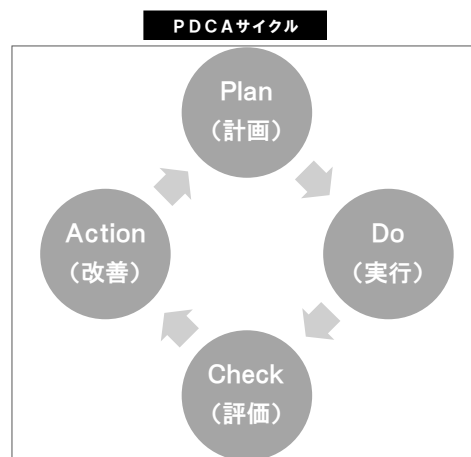 PDCAサイクル
Plan
（計画）
Do
（実行）
Check
（評価）
Action
（改善）